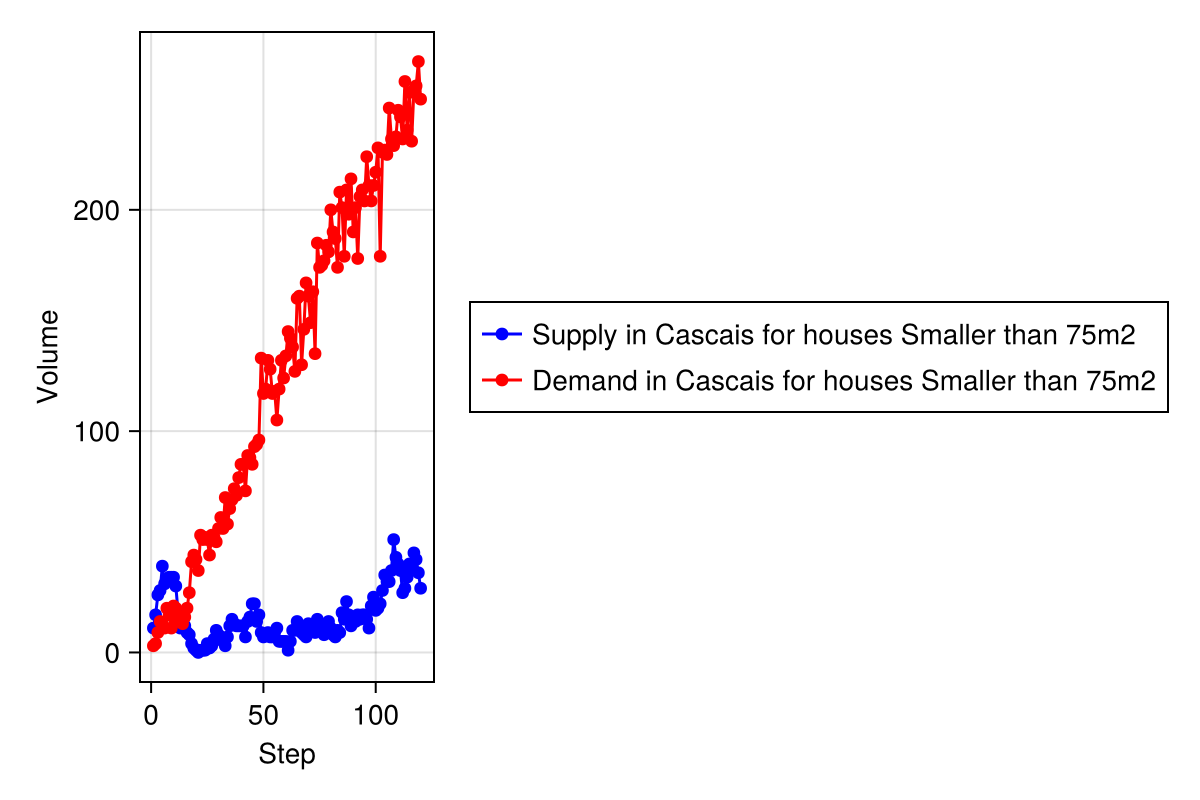 Volume
200
100
0
0 50 100
Step
Supply in Cascais for houses Smaller than 75m2
Demand in Cascais for houses Smaller than 75m2